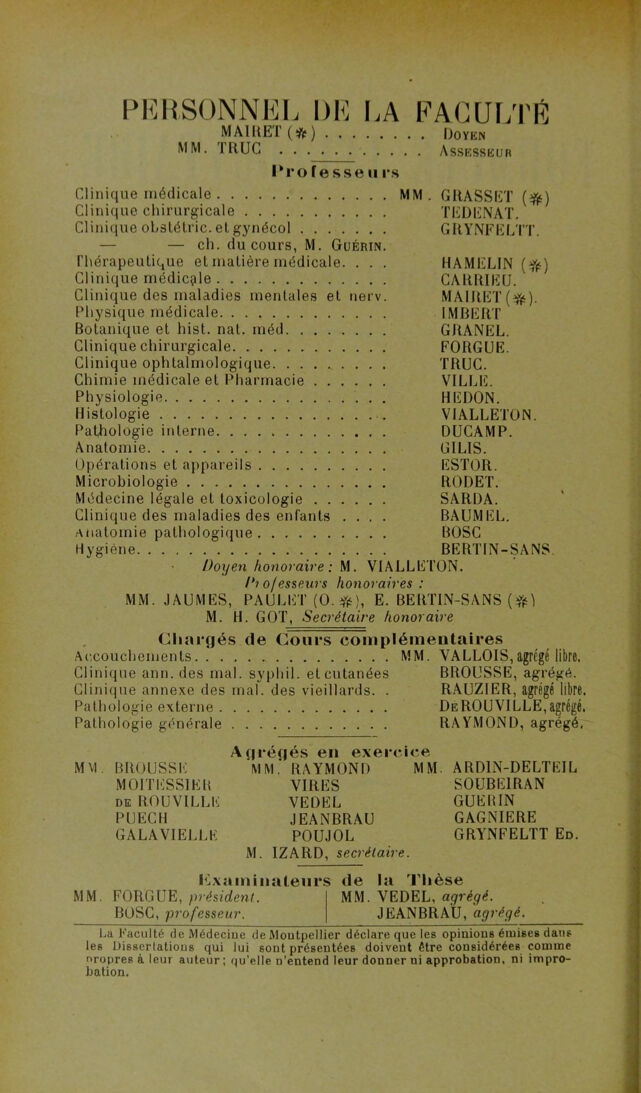 PERSONNEL DE LA FACULTÉ
MAIRET (✻) . . . . . . . . DOYEN
MM. TRUC . . . . . . . . . . . ASSESSEUR
Professeurs
Clinique médicale . . . . . . . . . . . . . MM. GRASSET (✻)
Clinique chirurgicale . . . . . . . . . . . TEDENAT.
Clinique obstétric. et gynécol . . . . . . . GRYNFELTT.
— — ch. du cours, M. GUÉRIN.
Thérapeutique et matière médicale. . . . HAMELIN (✻)
Clinique médicale . . . . . . . . . . . . . CARRIEU.
Clinique des maladies mentales et nerv. MAIRET (✻).
Physique médicale. . . . . . . . . . . . . IMBERT
Botanique et hist. nat. méd. . . . . . . . GRANEL.
Clinique chirurgicale. . . . . . . . . . . . FORGUE.
Clinique ophtalmologique. . . . . . . . . TRUC.
Chimie médicale et Pharmacie . . . . . . VILLE.
Physiologie. . . . . . . . . . . . . . . . . HEDON.
Histologie . . . . . . . . . . . . . . . . . VIALLETON.
Pathologie interne. . . . . . . . . . . . . DUCAMP.
Anatomie. . . . . . . . . . . . . . . . . . GILIS.
Opérations et appareils . . . . . . . . . . ESTOR.
Microbiologie . . . . . . . . . . . . . . . RODET.
Médecine légale et toxicologie . . . . . . SARDA.
Clinique des maladies des enfants . . . . BAUMEL.
Anatomie pathologique . . . . . . . . . . BOSC
Hygiène. . . . . . . . . . . . . . . . . . . BERTIN-SANS.
Doyen honoraire : M. VIALLETON.
Professeurs honoraires :
MM. JAUMES, PAULET (O. ✻), E. BERTIN-SANS (✻)
M. H. GOT, Secrétaire honoraire
Chargés de Cours complémentaires
Accouchements. . . . . . . . . . . . . . . MM. VALLOIS, agrégé libre.
Clinique ann. des mal. syphil. et cutanées BROUSSE, agrégé.
Clinique annexe des mal. des vieillards. . RAUZIER, agrégé libre.
Pathologie externe . . . . . . . . . . . . . DE ROUVILLE, agrégé.
Pathologie générale . . . . . . . . . . . . RAYMOND, agrégé.
Agrégés en exercice
MM. BROUSSE MM. RAYMOND MM. ARDIN-DELTEIL
MOITESSIER VIRES SOUBEIRAN
DE ROUVILLE VEDEL GUERIN
PUECH JEANBRAU GAGNIERE
GALAVIELLE POUJOL GRYNFELTT ED.
M. IZARD, secrétaire.
Examinateurs de la Thèse
MM. FORGUE, président. MM. VEDEL, agrégé.
BOSC, professeur. JEANBRAU, agrégé.
La Faculté de Médecine de Montpellier déclare que les opinions émises dans
les Dissertations qui lui sont présentées doivent être considérées comme
propres à leur auteur ; qu'elle n'entend leur donner ni approbation, ni impro-
bation.